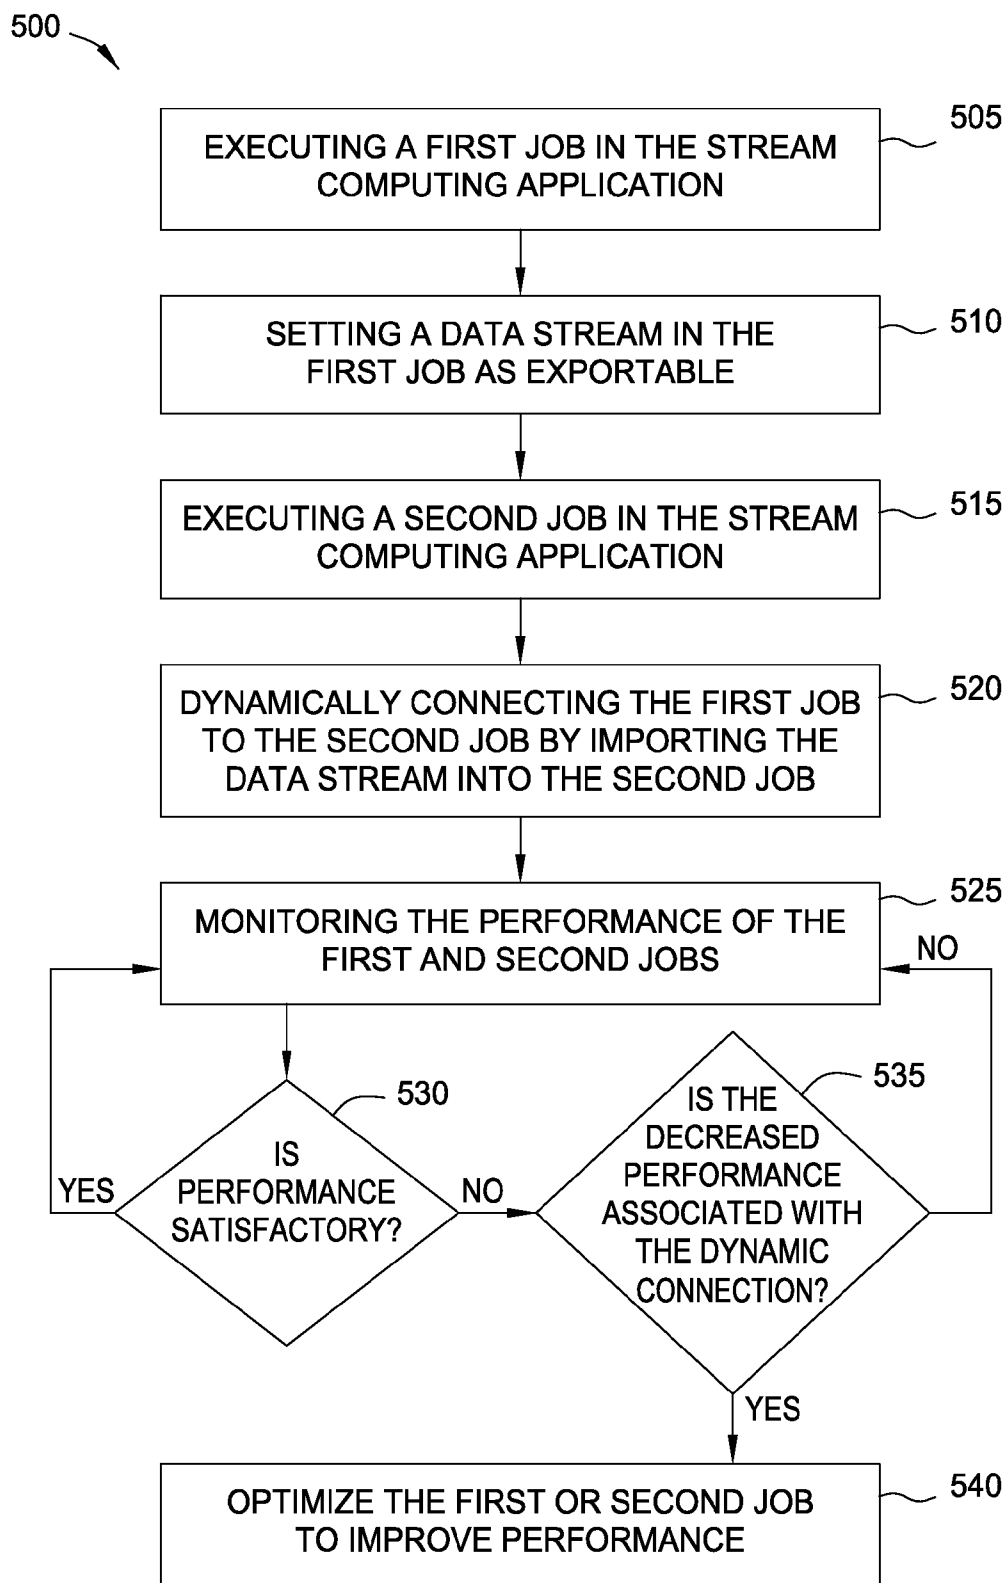 500
505
EXECUTING A FIRST JOB IN THE STREAM
COMPUTING APPLICATION
510
SETTING A DATA STREAM IN THE
FIRST JOB AS EXPORTABLE
515
EXECUTING A SECOND JOB IN THE STREAM
COMPUTING APPLICATION
520
DYNAMICALLY CONNECTING THE FIRST JOB
TO THE SECOND JOB BY IMPORTING THE
DATA STREAM INTO THE SECOND JOB
525
MONITORING THE PERFORMANCE OF THE
FIRST AND SECOND JOBS
NO
530
IS
PERFORMANCE
SATISFACTORY?
YES
NO
535
IS THE
DECREASED
PERFORMANCE
ASSOCIATED WITH
THE DYNAMIC
CONNECTION?
YES
540
OPTIMIZE THE FIRST OR SECOND JOB
TO IMPROVE PERFORMANCE